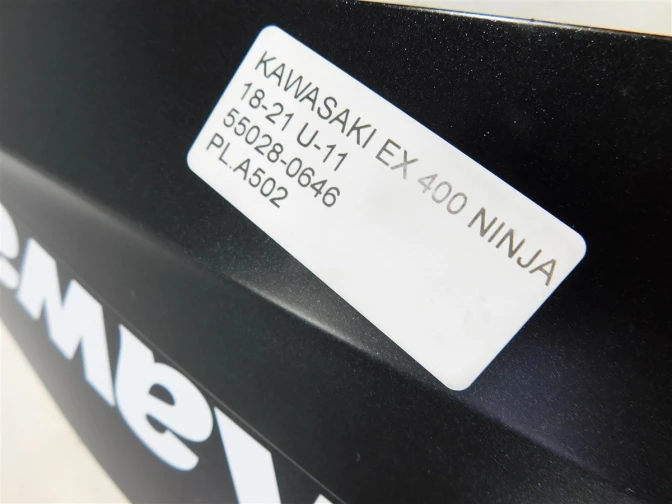 KAWASAKI EX 400 NINJA
18-21 U-11
55028-0646
PL.A502